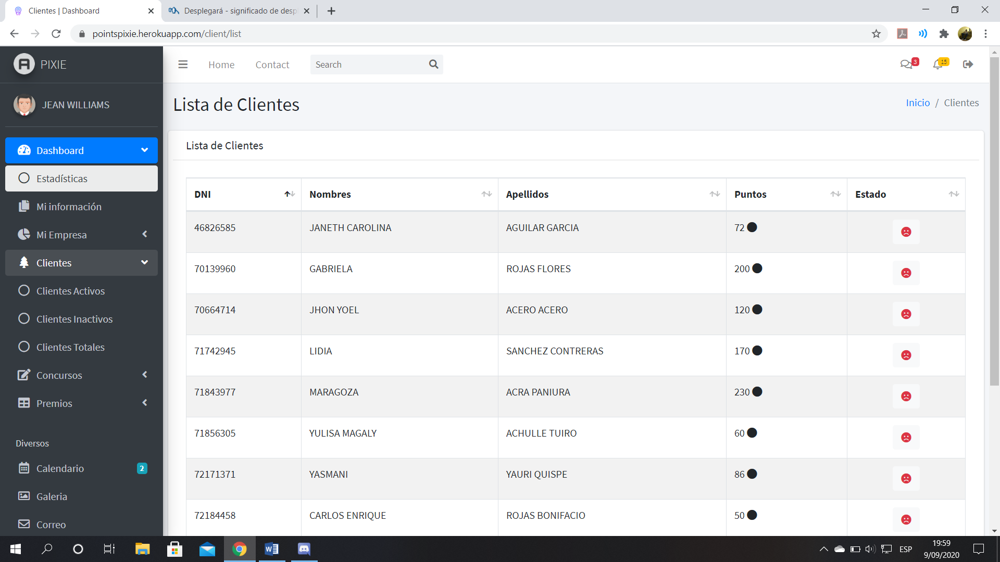 Clientes | Dashboard
Desplegará - significado de desp
pointspixie.herokuapp.com/client/list
PIXIE
Home
Contact
Search
3
15
JEAN WILLIAMS
Lista de Clientes
Inicio / Clientes
Dashboard
Estadísticas
Mi información
Mi Empresa
Clientes
Clientes Activos
Clientes Inactivos
Clientes Totales
Concursos
Premios
Diversos
Calendario 2
Galeria
Correo
Lista de Clientes
DNI Nombres Apellidos Puntos Estado
46826585 JANETH CAROLINA AGUILAR GARCIA 72
70139960 GABRIELA ROJAS FLORES 200
70664714 JHON YOEL ACERO ACERO 120
71742945 LIDIA SANCHEZ CONTRERAS 170
71843977 MARAGOZA ACRA PANIURA 230
71856305 YULISA MAGALY ACHULLE TUIRO 60
72171371 YASMANI YAURI QUISPE 86
72184458 CARLOS ENRIQUE ROJAS BONIFACIO 50
ESP
19:59
9/09/2020